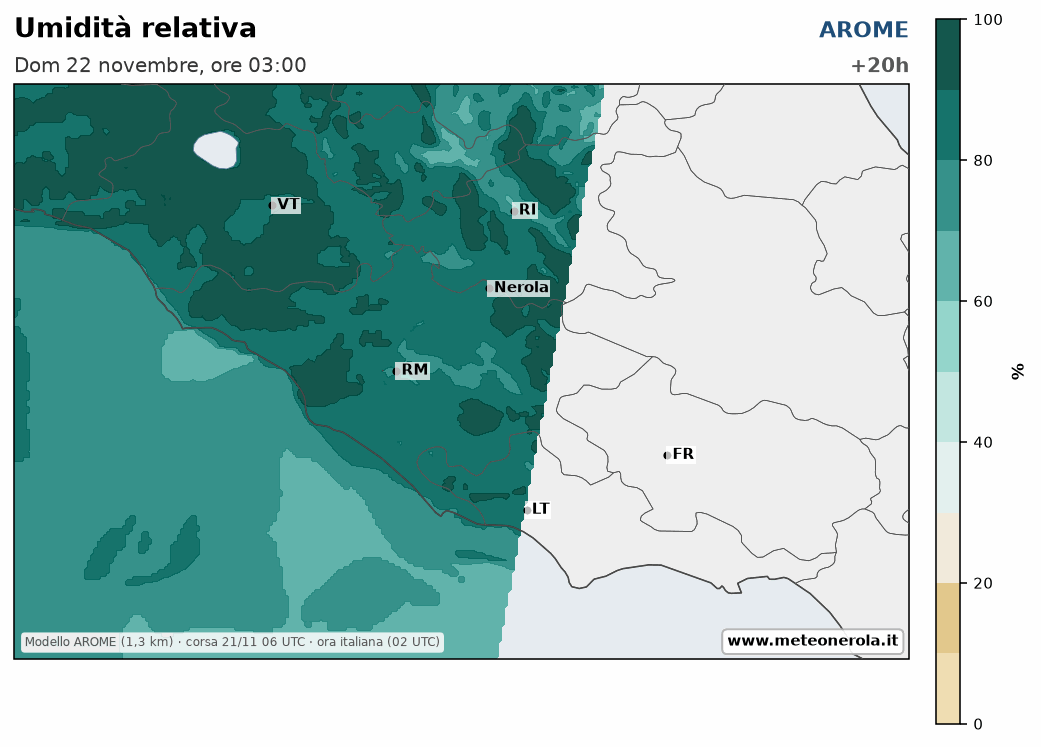 Umidità relativa
AROME
Dom 22 novembre, ore 03:00
+20h
100
80
60
40
20
0
%
VT
RI
Nerola
RM
FR
LT
Modello AROME (1,3 km) · corsa 21/11 06 UTC · ora italiana (02 UTC)
www.meteonerola.it